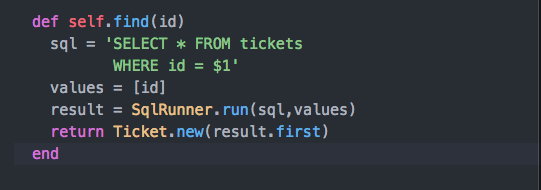 def self.find(id)
sql = 'SELECT * FROM tickets
WHERE id = $1'
values = [id]
result = SqlRunner.run(sql,values)
return Ticket.new(result.first)
end